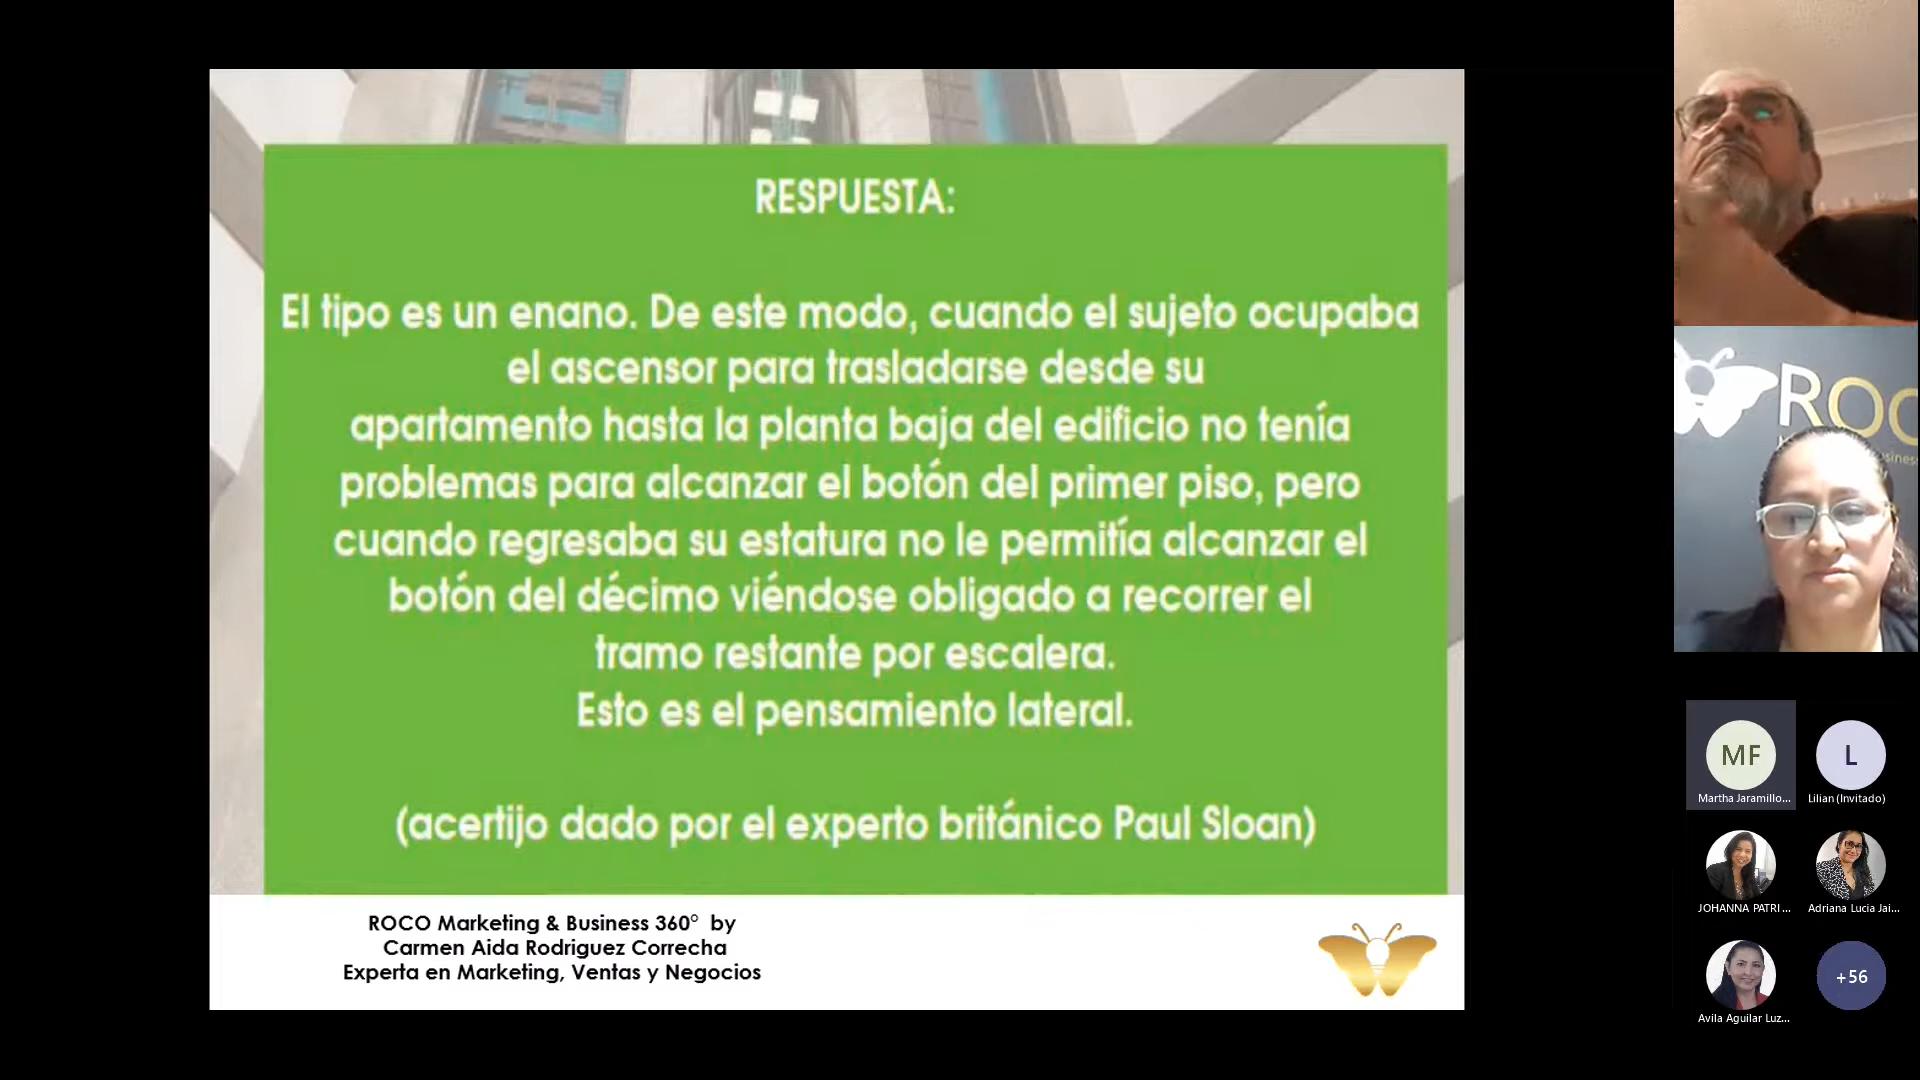 RESPUESTA:
El tipo es un enano. De este modo, cuando el sujeto ocupaba
el ascensor para trasladarse desde su
apartamento hasta la planta baja del edificio no tenía
problemas para alcanzar el botón del primer piso, pero
cuando regresaba su estatura no le permitía alcanzar el
botón del décimo viéndose obligado a recorrer el
tramo restante por escalera.
Esto es el pensamiento lateral.
(acertijo dado por el experto británico Paul Sloan)
ROCO Marketing & Business 360° by
Carmen Aida Rodriguez Correcha
Experta en Marketing, Ventas y Negocios
ROC
MF
Martha Jaramillo...
L
Lilian (Invitado)
JOHANNA PATRI...
Adriana Lucía Jai...
Avila Aguilar Luz...
+56